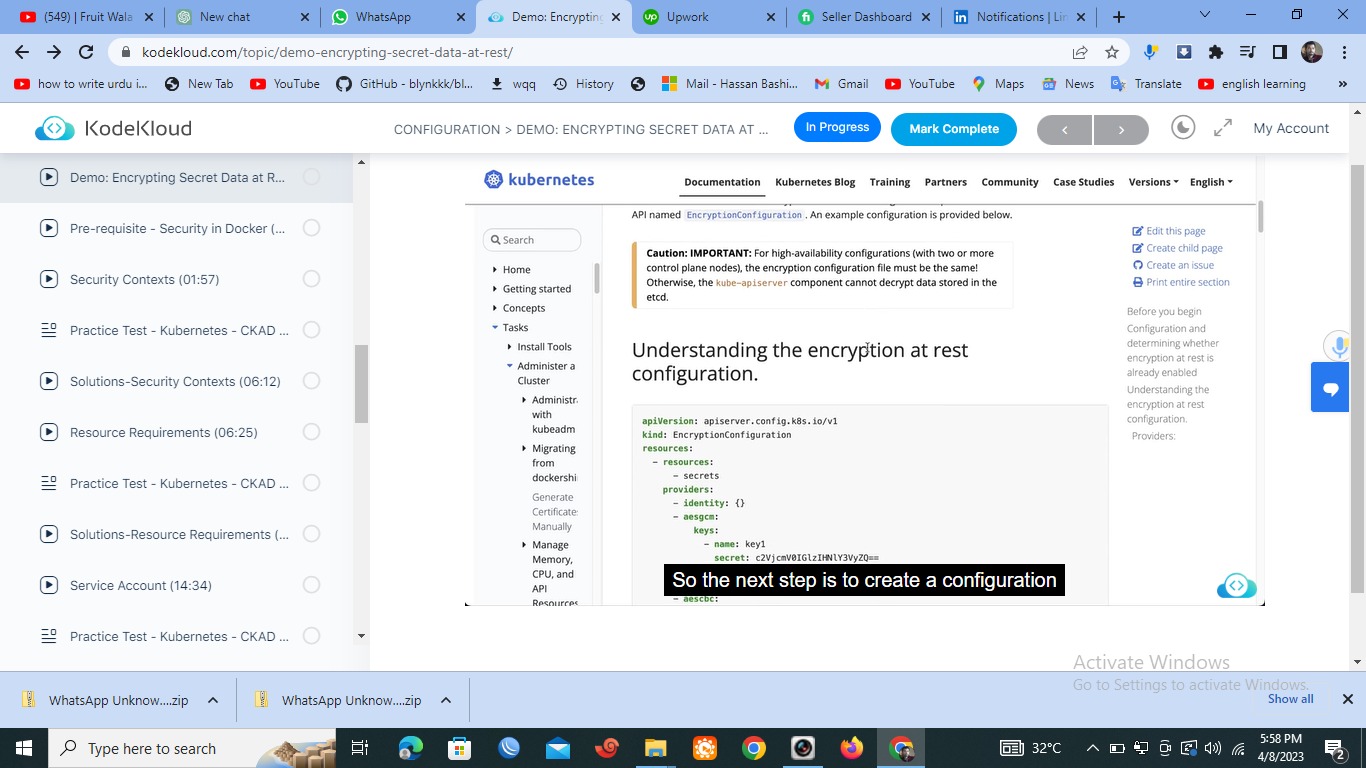 (549) Fruit Wala
New chat
WhatsApp
Demo: Encrypting
Upwork
Seller Dashboard
Notifications | Lin
kodekloud.com/topic/demo-encrypting-secret-data-at-rest/
how to write urdu i...
New Tab
YouTube
GitHub - blynkkk/bl...
wqq
History
Mail - Hassan Bashi...
Gmail
YouTube
Maps
News
Translate
english learning
»
KodeKloud
CONFIGURATION > DEMO: ENCRYPTING SECRET DATA AT ...
In Progress
Mark Complete
<
>
My Account
Demo: Encrypting Secret Data at R...
Pre-requisite - Security in Docker (...
Security Contexts (01:57)
Practice Test - Kubernetes - CKAD ...
Solutions-Security Contexts (06:12)
Resource Requirements (06:25)
Practice Test - Kubernetes - CKAD ...
Solutions-Resource Requirements (...
Service Account (14:34)
Practice Test - Kubernetes - CKAD ...
kubernetes
Documentation
Kubernetes Blog
Training
Partners
Community
Case Studies
Versions
English
Search
Home
Getting started
Concepts
Tasks
Install Tools
Administer a
Cluster
Administra
with
kubeadm
Migrating
from
dockershi
Generate
Certificates
Manually
Manage
Memory,
CPU, and
API
Resources
API named EncryptionConfiguration . An example configuration is provided below.
Caution: IMPORTANT: For high-availability configurations (with two or more
control plane nodes), the encryption configuration file must be the same!
Otherwise, the kube-apiserver component cannot decrypt data stored in the
etcd.
Understanding the encryption at rest
configuration.
apiVersion: apiserver.config.k8s.io/v1
kind: EncryptionConfiguration
resources:
- resources:
- secrets
providers:
- identity: {}
- aesgcm:
keys:
- name: key1
secret: c2VjcmV0IGlzIHNlY3VyZQ==
So the next step is to create a configuration
- aescbc:
Edit this page
Create child page
Create an issue
Print entire section
Before you begin
Configuration and
determining whether
encryption at rest is
already enabled
Understanding the
encryption at rest
configuration.
Providers:
Activate Windows
Go to Settings to activate Windows.
WhatsApp Unknow....zip
WhatsApp Unknow....zip
Show all
Type here to search
32°C
5:58 PM
4/8/2023
2